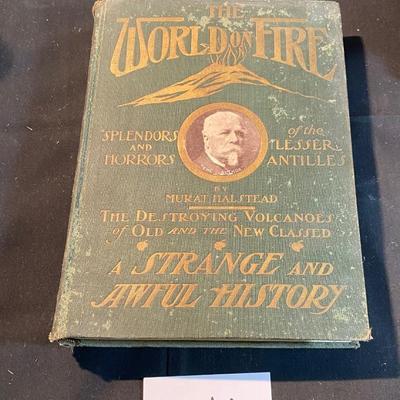 THE
WORLD ON FIRE
SPLENDORS of the
AND LESSER
HORRORS ANTILLES
BY
MURAT HALSTEAD
THE DESTROYING VOLCANOES
of OLD AND THE NEW CLASSED
A STRANGE AND
AWFUL HISTORY